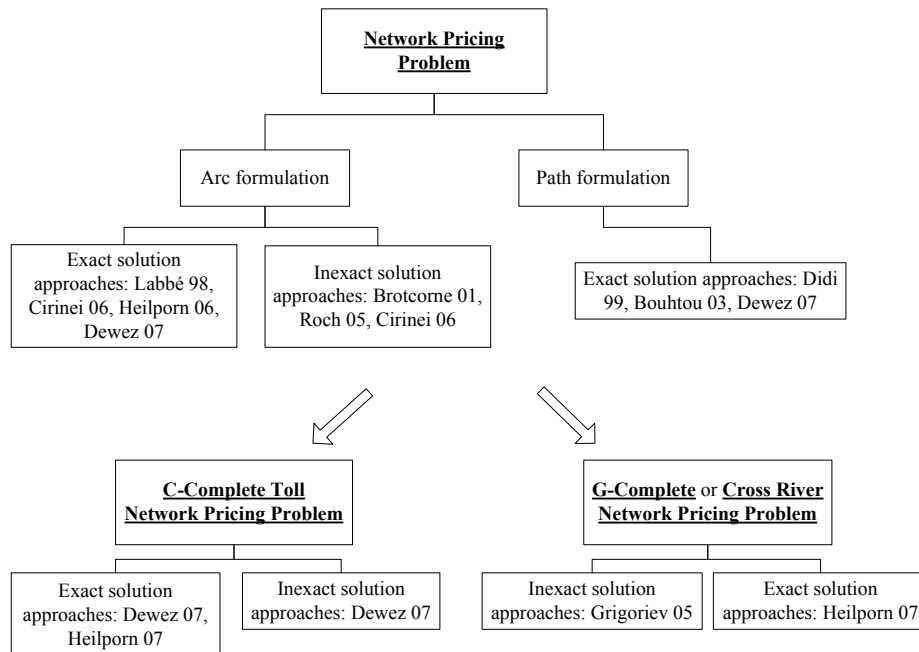 Network Pricing
Problem
Arc formulation
Path formulation
Exact solution
approaches: Labbé 98,
Cirinei 06, Heilporn 06,
Dewez 07
Inexact solution
approaches: Brotcorne 01,
Roch 05, Cirinei 06
Exact solution approaches: Didi
99, Bouhtou 03, Dewez 07
C-Complete Toll
Network Pricing Problem
G-Complete or Cross River
Network Pricing Problem
Exact solution
approaches: Dewez 07,
Heilporn 07
Inexact solution
approaches: Dewez 07
Inexact solution
approaches: Grigoriev 05
Exact solution
approaches: Heilporn 07